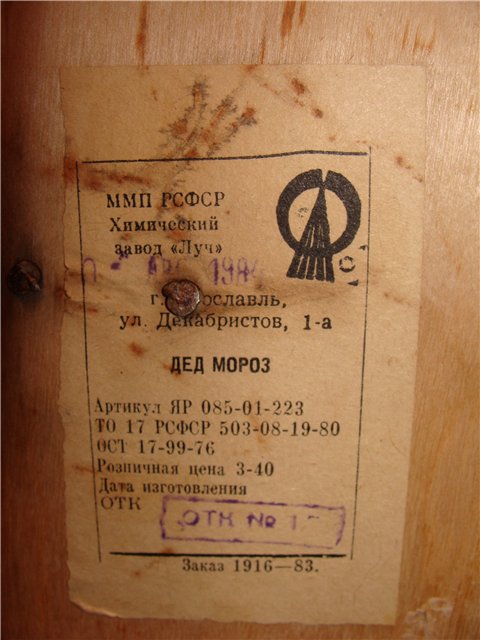 ММП РСФСР
Химический
завод «Луч»
1984
г. ославль,
ул. Декабристов, 1-а
ДЕД МОРОЗ
Артикул ЯР 085-01-223
ТО 17 РСФСР 503-08-19-80
ОСТ 17-99-76
Розничная цена 3-40
Дата изготовления
ОТК
ОТК № 1
Заказ 1916—83.